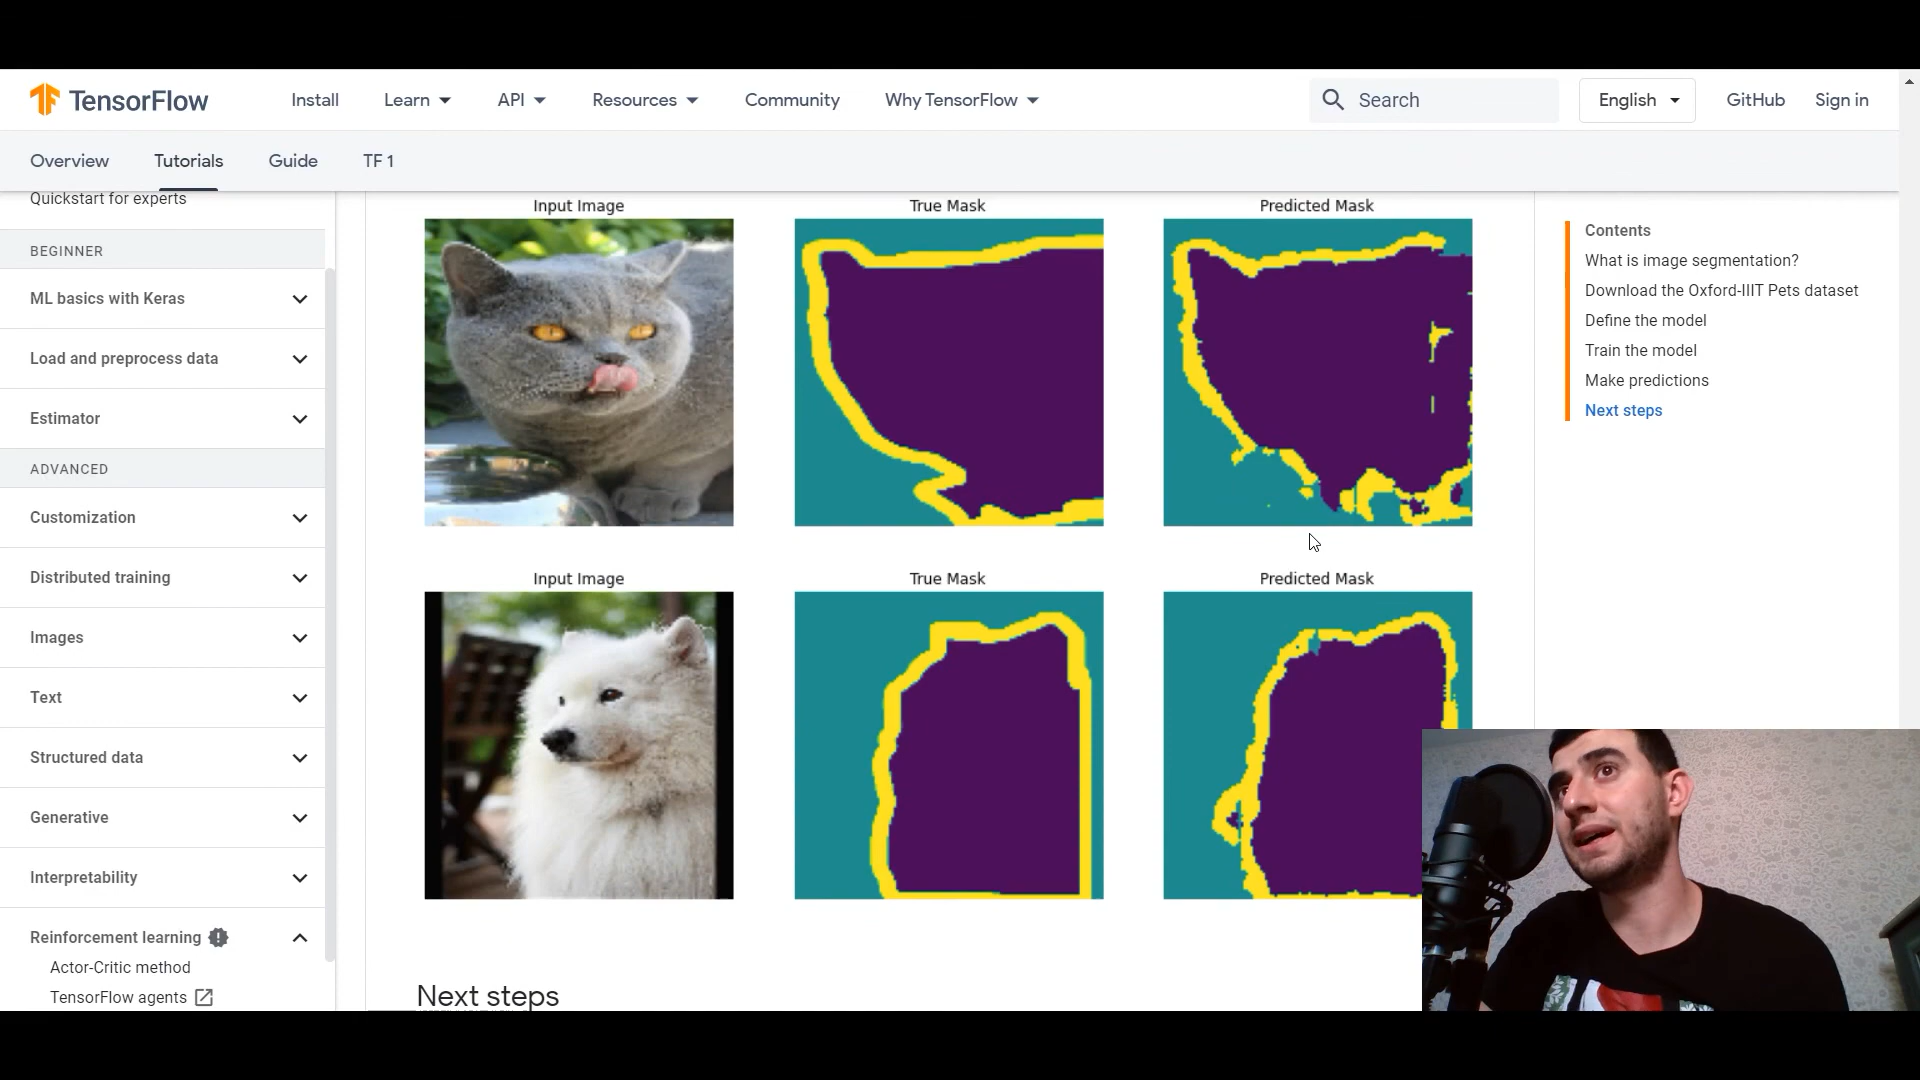 TensorFlow
Install
Learn
API
Resources
Community
Why TensorFlow
Search
English
GitHub
Sign in
Overview
Tutorials
Guide
TF 1
Quickstart for experts
BEGINNER
ML basics with Keras
Load and preprocess data
Estimator
ADVANCED
Customization
Distributed training
Images
Text
Structured data
Generative
Interpretability
Reinforcement learning
Actor-Critic method
TensorFlow agents
Input Image
True Mask
Predicted Mask
Input Image
True Mask
Predicted Mask
Next steps
Contents
What is image segmentation?
Download the Oxford-IIIT Pets dataset
Define the model
Train the model
Make predictions
Next steps